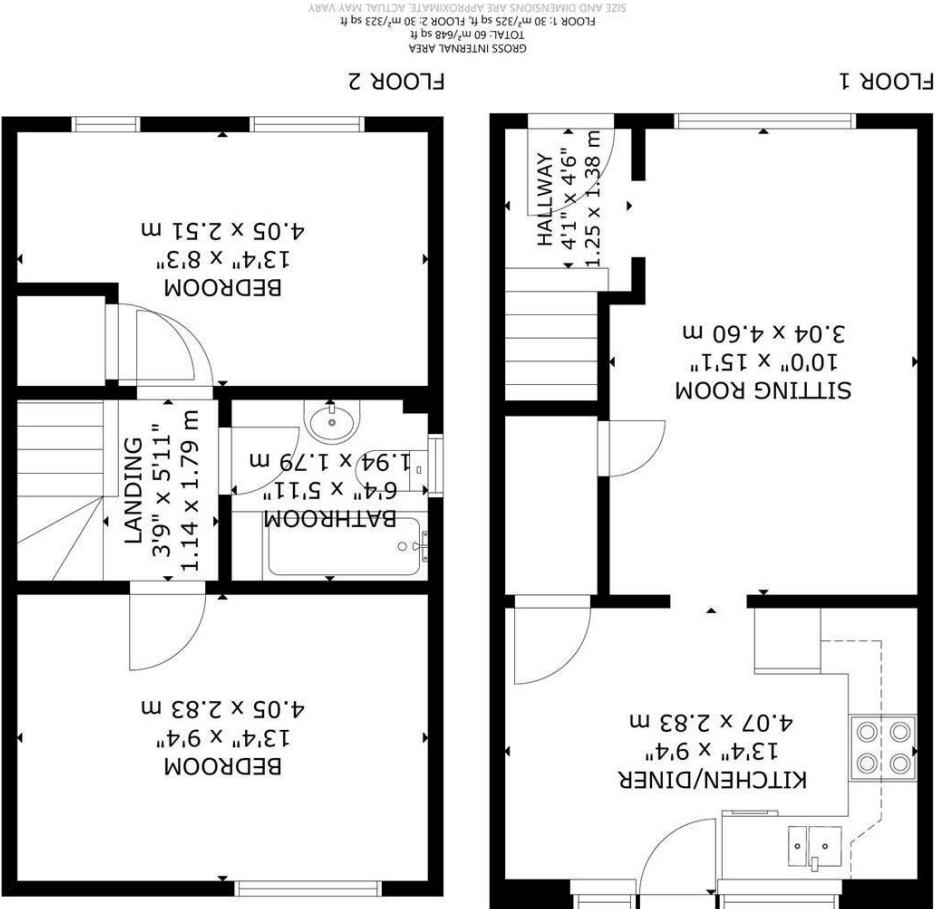 FLOOR 1
KITCHEN/DINER
13'4" x 9'4"
4.07 x 2.83 m
SITTING ROOM
10'0" x 15'1"
3.04 x 4.60 m
HALLWAY
4'1" x 4'6"
1.25 x 1.38 m
FLOOR 2
BEDROOM
13'4" x 9'4"
4.05 x 2.83 m
BATHROOM
6'4" x 5'11"
1.94 x 1.79 m
LANDING
3'9" x 5'11"
1.14 x 1.79 m
BEDROOM
13'4" x 8'3"
4.05 x 2.51 m
GROSS INTERNAL AREA
TOTAL: 60 m²/648 sq ft
FLOOR 1: 30 m²/325 sq ft, FLOOR 2: 30 m²/323 sq ft
SIZE AND DIMENSIONS ARE APPROXIMATE, ACTUAL MAY VARY